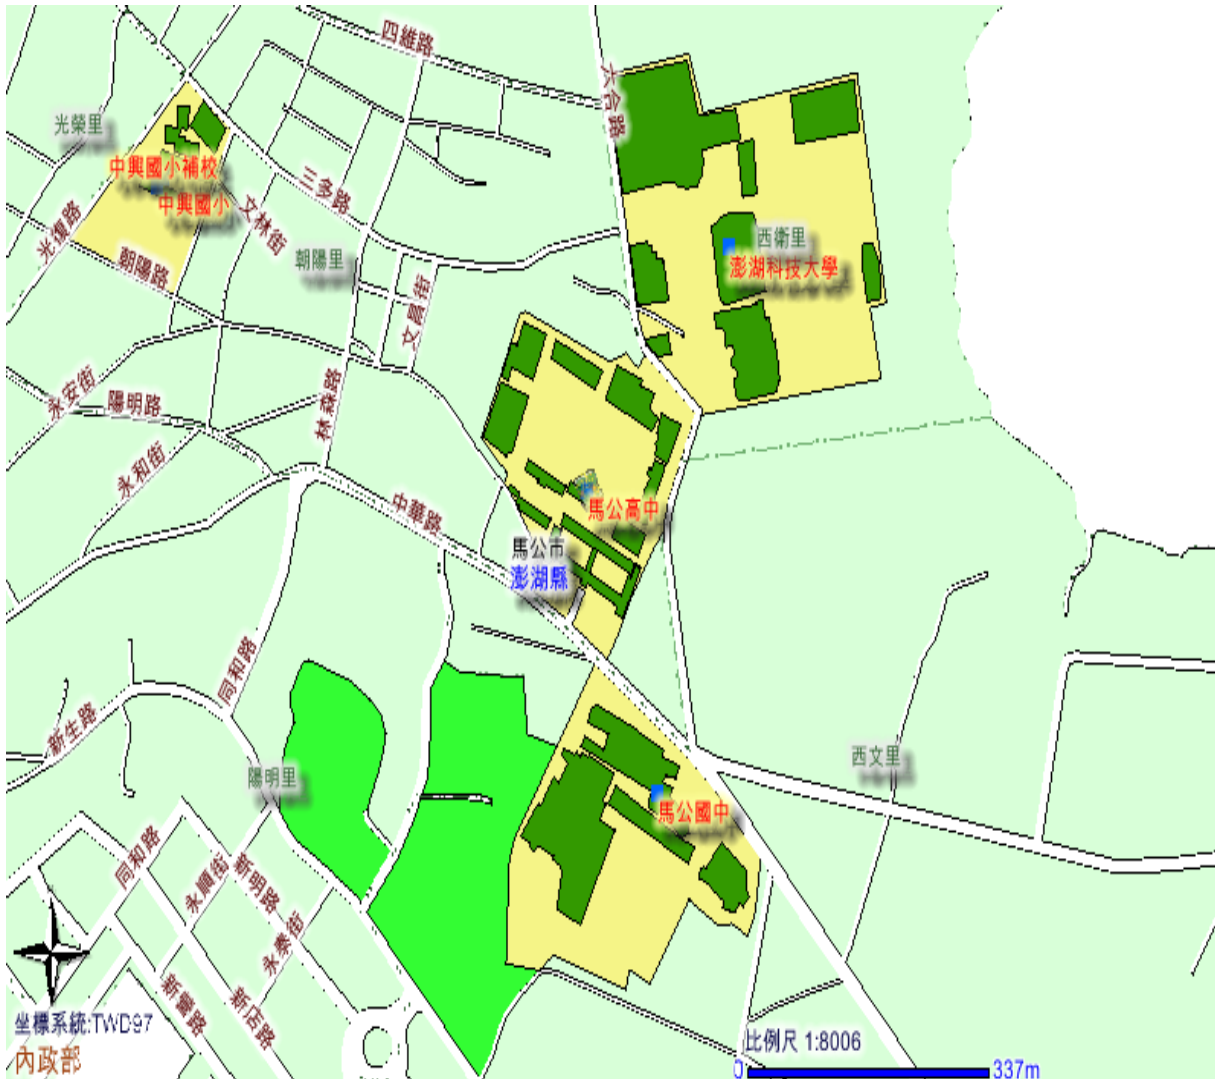 四維路
六合路
光榮里
中興國小補校
中興國小
三多路
文林街
光復路
朝陽路
朝陽里
文昌街
西衛里
澎湖科技大學
永安街
陽明路
林森路
永和街
中華路
馬公高中
馬公市
澎湖縣
同和路
新生路
陽明里
西文里
馬公國中
同和路
永順街
新明路
永泰街
新富路
新店路
坐標系統:TWD97
內政部
比例尺 1:8006
0
337m